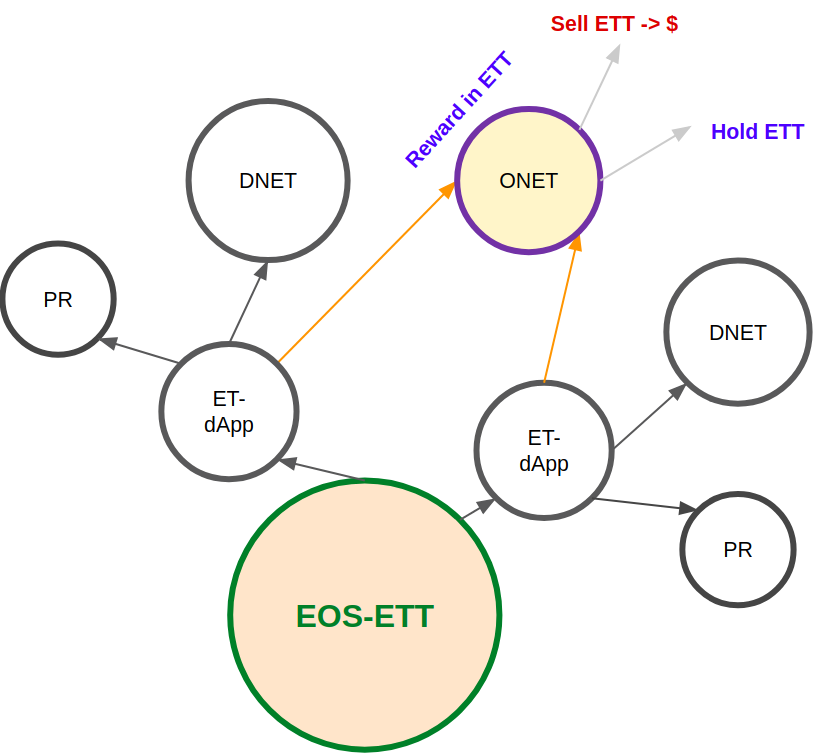 Sell ETT -> $
Reward in ETT
Hold ETT
DNET
ONET
PR
DNET
ET-
dApp
ET-
dApp
PR
EOS-ETT